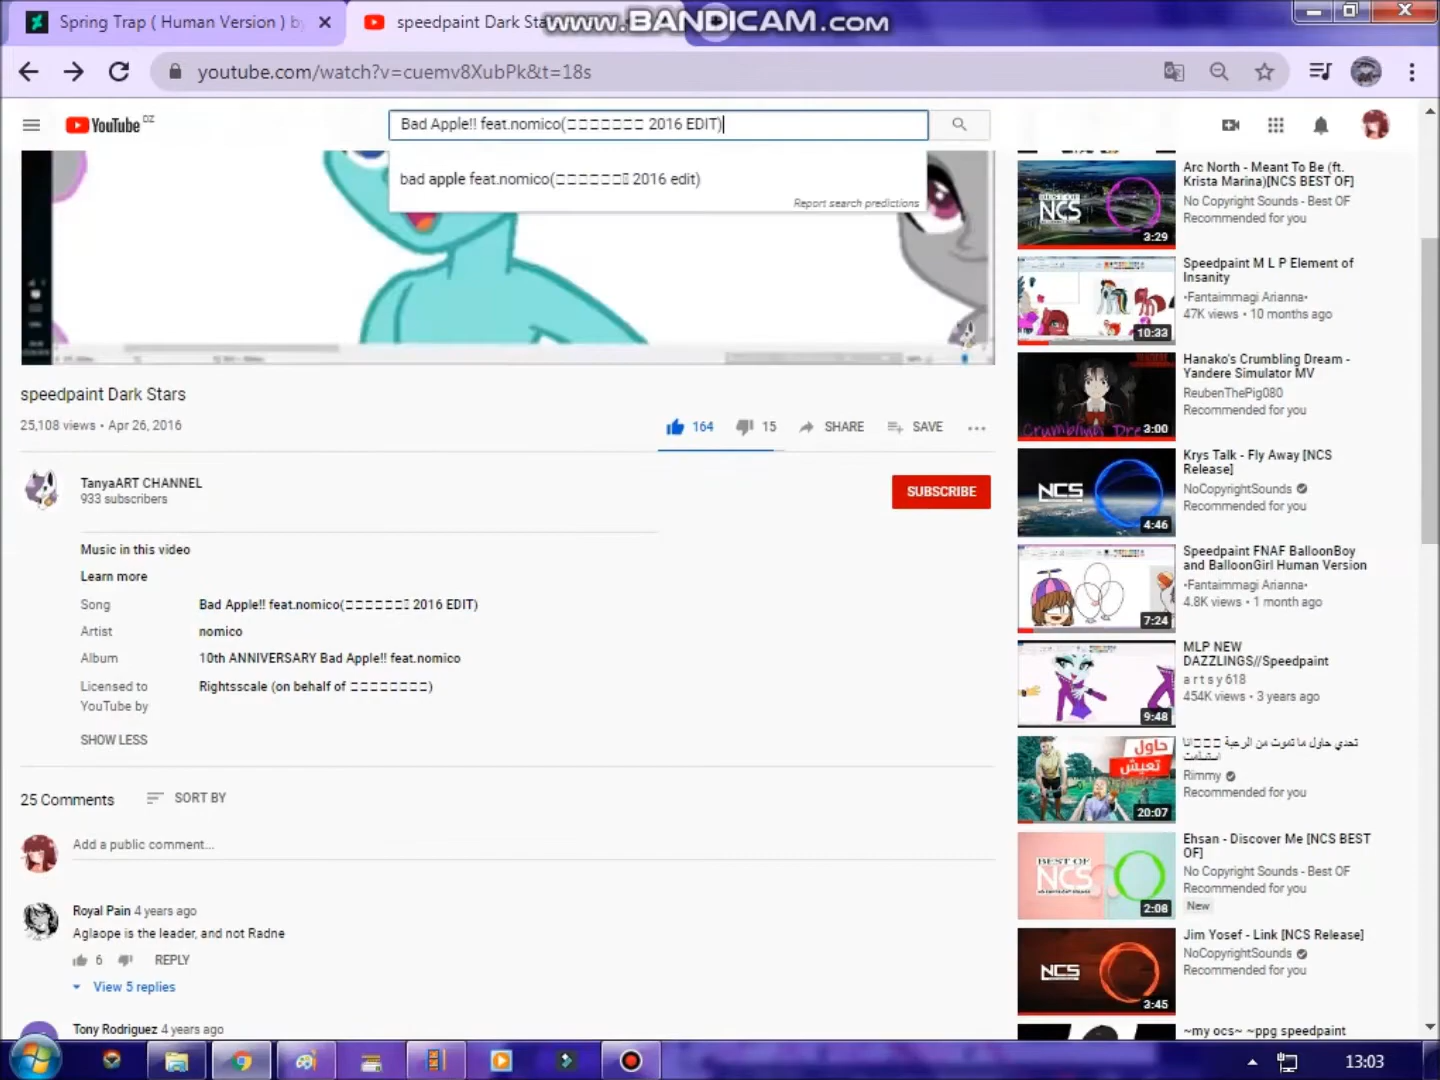 Spring Trap ( Human Version ) by
speedpaint Dark Sta
www.BANDICAM.com
youtube.com/watch?v=cuemv8XubPk&t=18s
YouTube DZ
Bad Apple!! feat.nomico(□□□□□□□ 2016 EDIT)
bad apple feat.nomico(□□□□□□□ 2016 edit)
Report search predictions
speedpaint Dark Stars
25,108 views • Apr 26, 2016
164
15
SHARE
SAVE
TanyaART CHANNEL
933 subscribers
SUBSCRIBE
Music in this video
Learn more
Song
Bad Apple!! feat.nomico(□□□□□□□ 2016 EDIT)
Artist
nomico
Album
10th ANNIVERSARY Bad Apple!! feat.nomico
Licensed to
YouTube by
Rightsscale (on behalf of □□□□□□□□)
SHOW LESS
25 Comments
SORT BY
Add a public comment...
Royal Pain 4 years ago
Aglaope is the leader, and not Radne
6
REPLY
View 5 replies
Tony Rodriguez 4 years ago
NCS
3:29
Arc North - Meant To Be (ft.
Krista Marina)[NCS BEST OF]
No Copyright Sounds - Best OF
Recommended for you
10:33
Speedpaint M L P Element of
Insanity
•Fantaimmagi Arianna•
47K views • 10 months ago
Crumbling Dre
3:00
Hanako's Crumbling Dream -
Yandere Simulator MV
ReubenThePig080
Recommended for you
NCS
4:46
Krys Talk - Fly Away [NCS
Release]
NoCopyrightSounds
Recommended for you
7:24
Speedpaint FNAF BalloonBoy
and BalloonGirl Human Version
•Fantaimmagi Arianna•
4.8K views • 1 month ago
9:48
MLP NEW
DAZZLINGS//Speedpaint
a r t s y 618
454K views • 3 years ago
حاول
تعيش
20:07
تحدي حاول ما تموت من الرحبة □□□انا
استسلمت
Rimmy
Recommended for you
BEST OF
NCS
2:08
Ehsan - Discover Me [NCS BEST
OF]
No Copyright Sounds - Best OF
Recommended for you
New
NCS
3:45
Jim Yosef - Link [NCS Release]
NoCopyrightSounds
Recommended for you
~my ocs~ ~ppg speedpaint
13:03